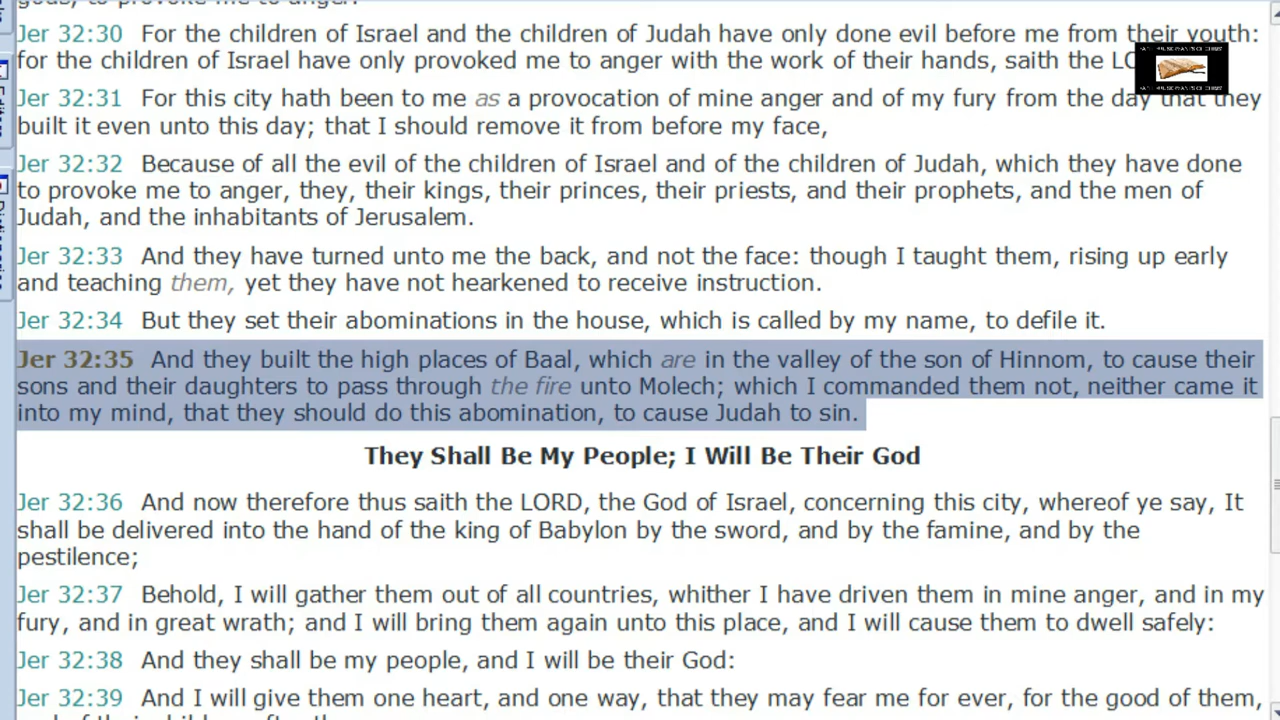 gods, to provoke me to anger.
Jer 32:30 For the children of Israel and the children of Judah have only done evil before me from their youth:
for the children of Israel have only provoked me to anger with the work of their hands, saith the
Jer 32:31 For this city hath been to me as a provocation of mine anger and of my fury from the day that they
built it even unto this day; that I should remove it from before my face,
Jer 32:32 Because of all the evil of the children of Israel and of the children of Judah, which they have done
to provoke me to anger, they, their kings, their princes, their priests, and their prophets, and the men of
Judah, and the inhabitants of Jerusalem.
Jer 32:33 And they have turned unto me the back, and not the face: though I taught them, rising up early
and teaching them, yet they have not hearkened to receive instruction.
Jer 32:34 But they set their abominations in the house, which is called by my name, to defile it.
Jer 32:35 And they built the high places of Baal, which are in the valley of the son of Hinnom, to cause their
sons and their daughters to pass through the fire unto Molech; which I commanded them not, neither came it
into my mind, that they should do this abomination, to cause Judah to sin.
They Shall Be My People; I Will Be Their God
Jer 32:36 And now therefore thus saith the LORD, the God of Israel, concerning this city, whereof ye say, It
shall be delivered into the hand of the king of Babylon by the sword, and by the famine, and by the
pestilence;
Jer 32:37 Behold, I will gather them out of all countries, whither I have driven them in mine anger, and in my
fury, and in great wrath; and I will bring them again unto this place, and I will cause them to dwell safely:
Jer 32:38 And they shall be my people, and I will be their God:
Jer 32:39 And I will give them one heart, and one way, that they may fear me for ever, for the good of them,